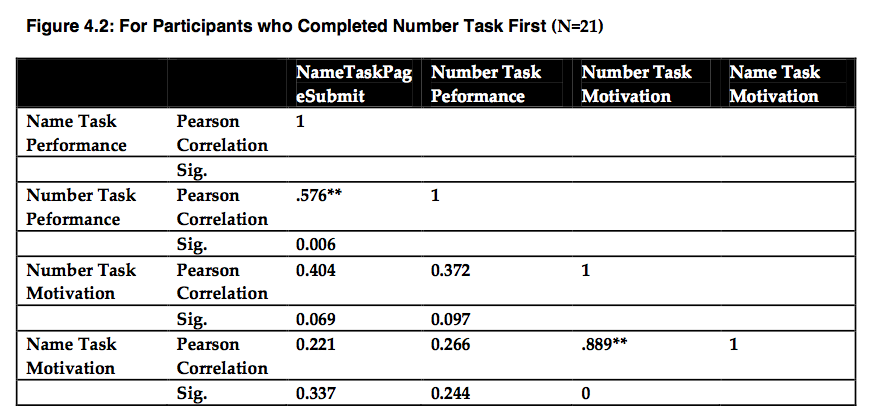 Figure 4.2: For Participants who Completed Number Task First (N=21)
NameTaskPag Number Task Number Task Name Task
eSubmit Peformance Motivation Motivation
Name Task Pearson 1
Performance Correlation
Sig.
Number Task Pearson .576** 1
Peformance Correlation
Sig. 0.006
Number Task Pearson 0.404 0.372 1
Motivation Correlation
Sig. 0.069 0.097
Name Task Pearson 0.221 0.266 .889** 1
Motivation Correlation
Sig. 0.337 0.244 0